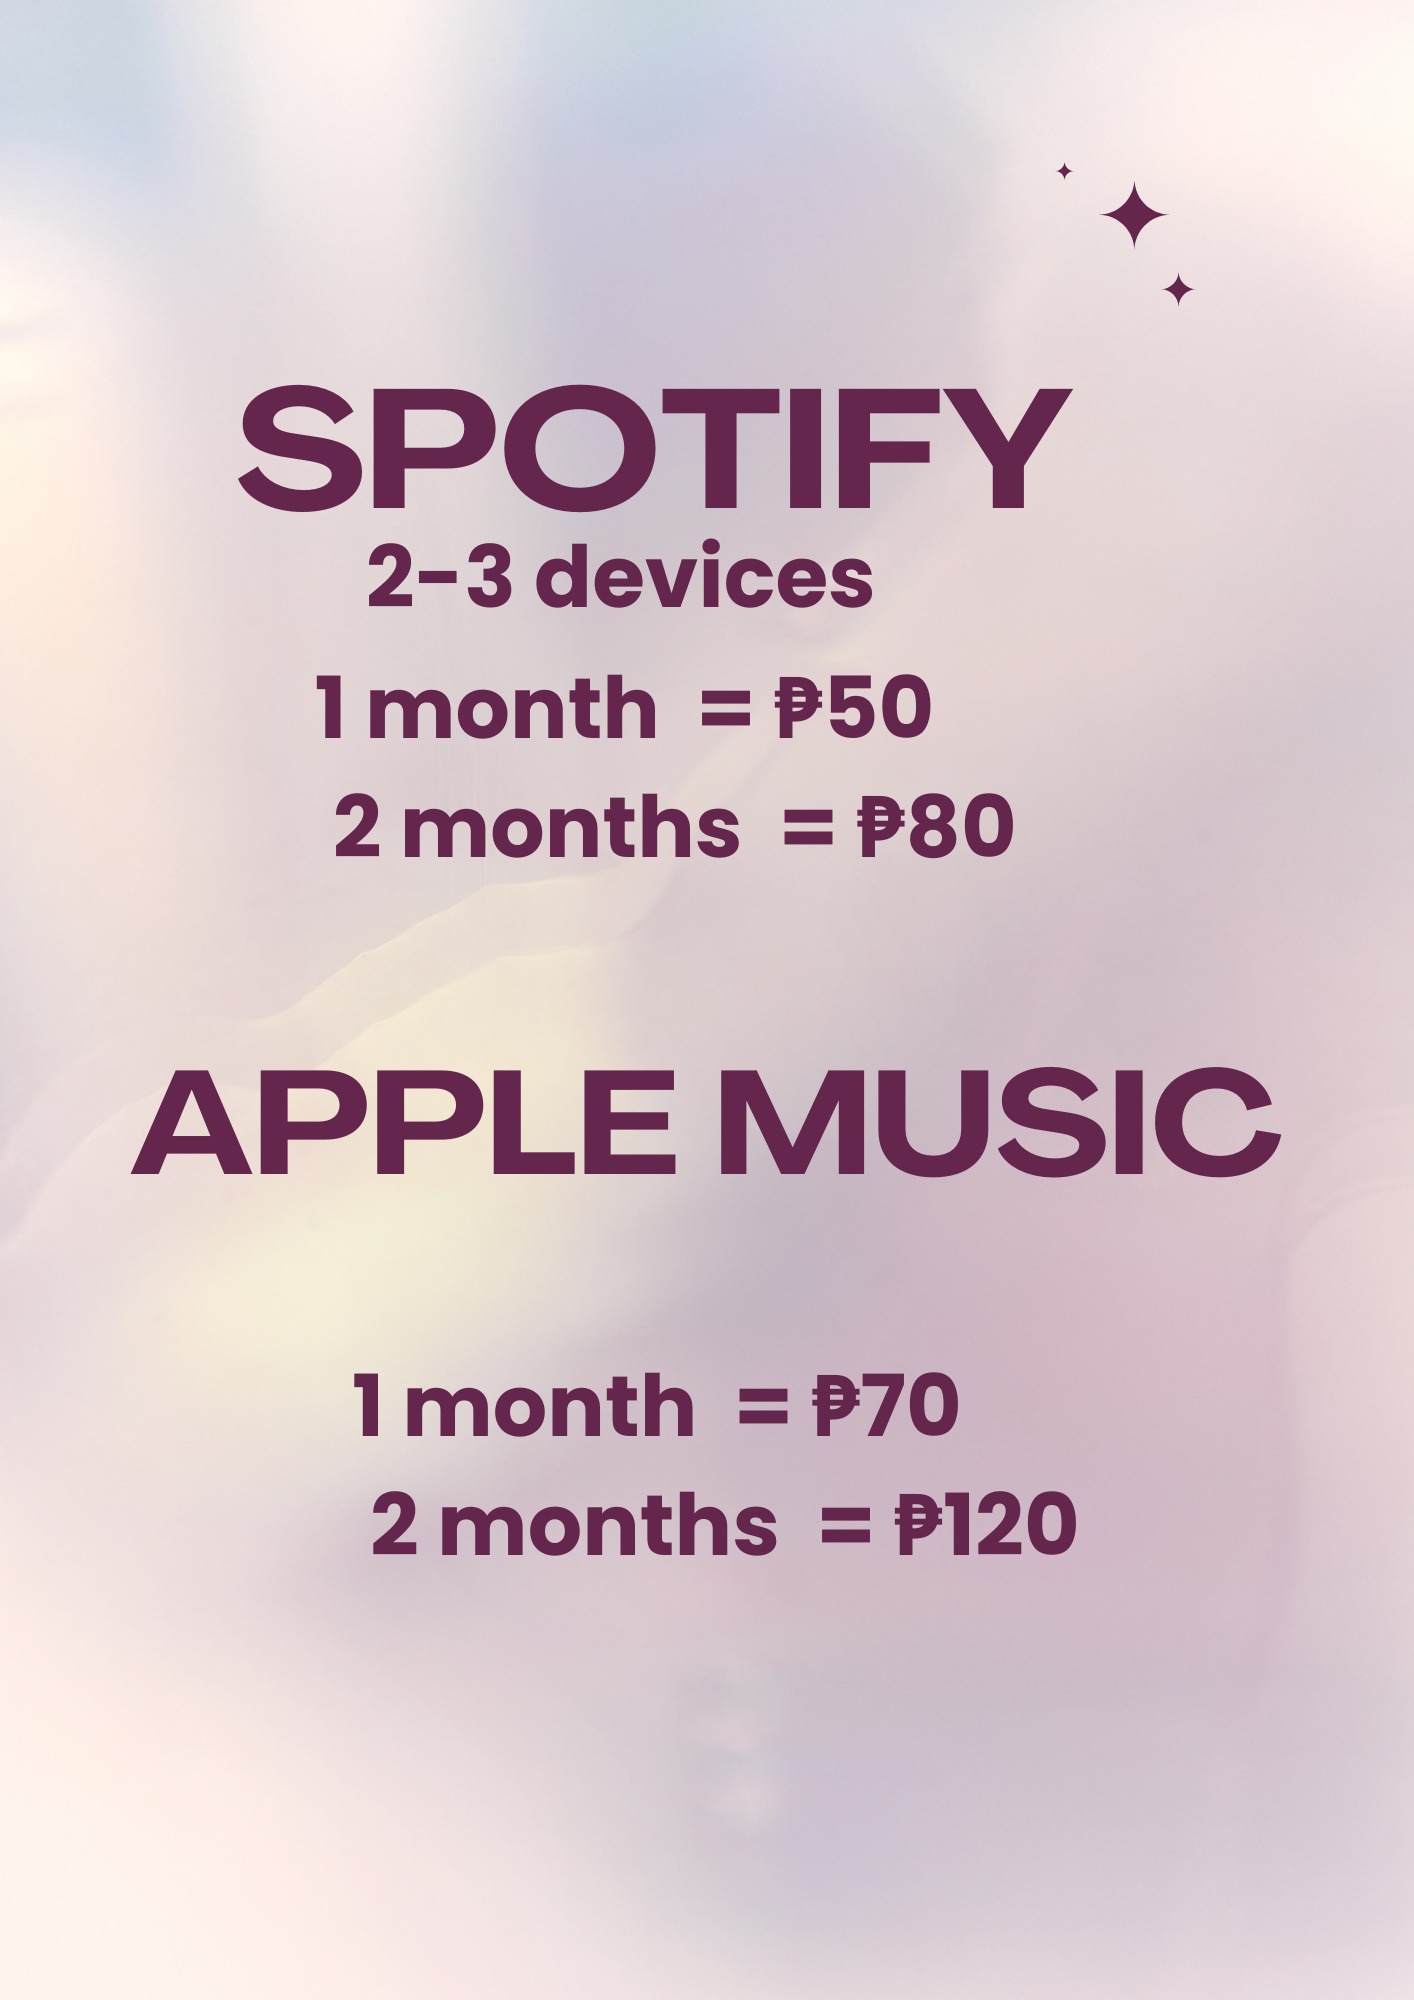 SPOTIFY
2-3 devices
1 month = ₱50
2 months = ₱80
APPLE MUSIC
1 month = ₱70
2 months = ₱120